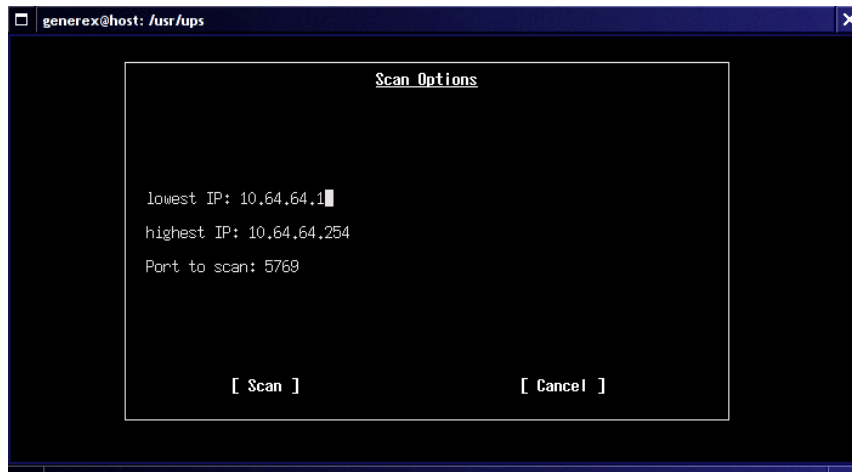 generex@host: /usr/ups
Scan Options
lowest IP: 10.64.64.1
highest IP: 10.64.64.254
Port to scan: 5769
[ Scan ] [ Cancel ]